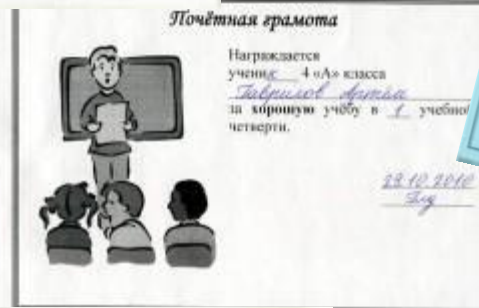 Почётная грамота
Награждается
ученик 4 «А» класса
Гаврилов Артём
за хорошую учёбу в 1 учебной
четверти.
29.10.2010